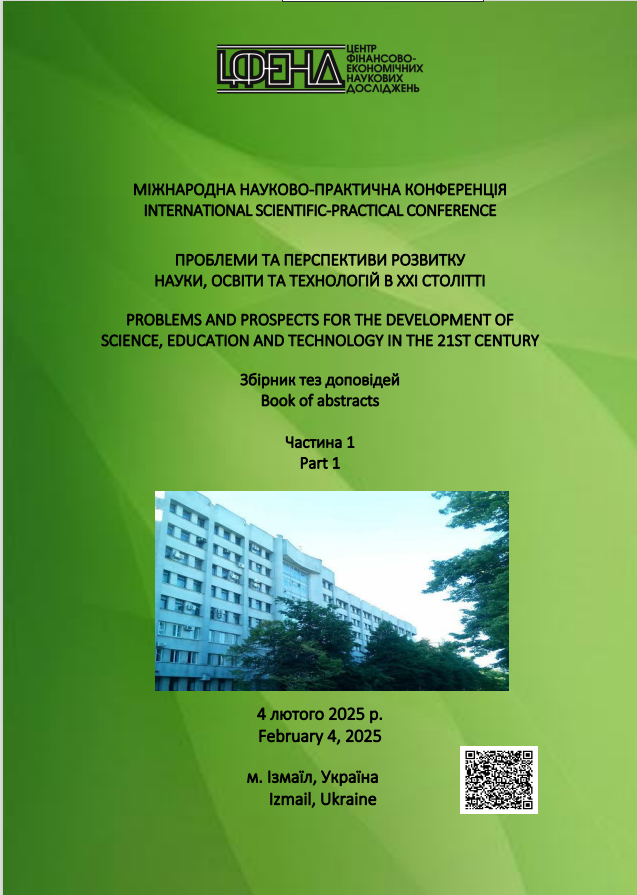 ЦФЕНД
ЦЕНТР
ФІНАНСОВО-
ЕКОНОМІЧНИХ
НАУКОВИХ
ДОСЛІДЖЕНЬ
МІЖНАРОДНА НАУКОВО-ПРАКТИЧНА КОНФЕРЕНЦІЯ
INTERNATIONAL SCIENTIFIC-PRACTICAL CONFERENCE
ПРОБЛЕМИ ТА ПЕРСПЕКТИВИ РОЗВИТКУ
НАУКИ, ОСВІТИ ТА ТЕХНОЛОГІЙ В ХХІ СТОЛІТТІ
PROBLEMS AND PROSPECTS FOR THE DEVELOPMENT OF
SCIENCE, EDUCATION AND TECHNOLOGY IN THE 21ST CENTURY
Збірник тез доповідей
Book of abstracts
Частина 1
Part 1
4 лютого 2025 р.
February 4, 2025
м. Ізмаїл, Україна
Izmail, Ukraine